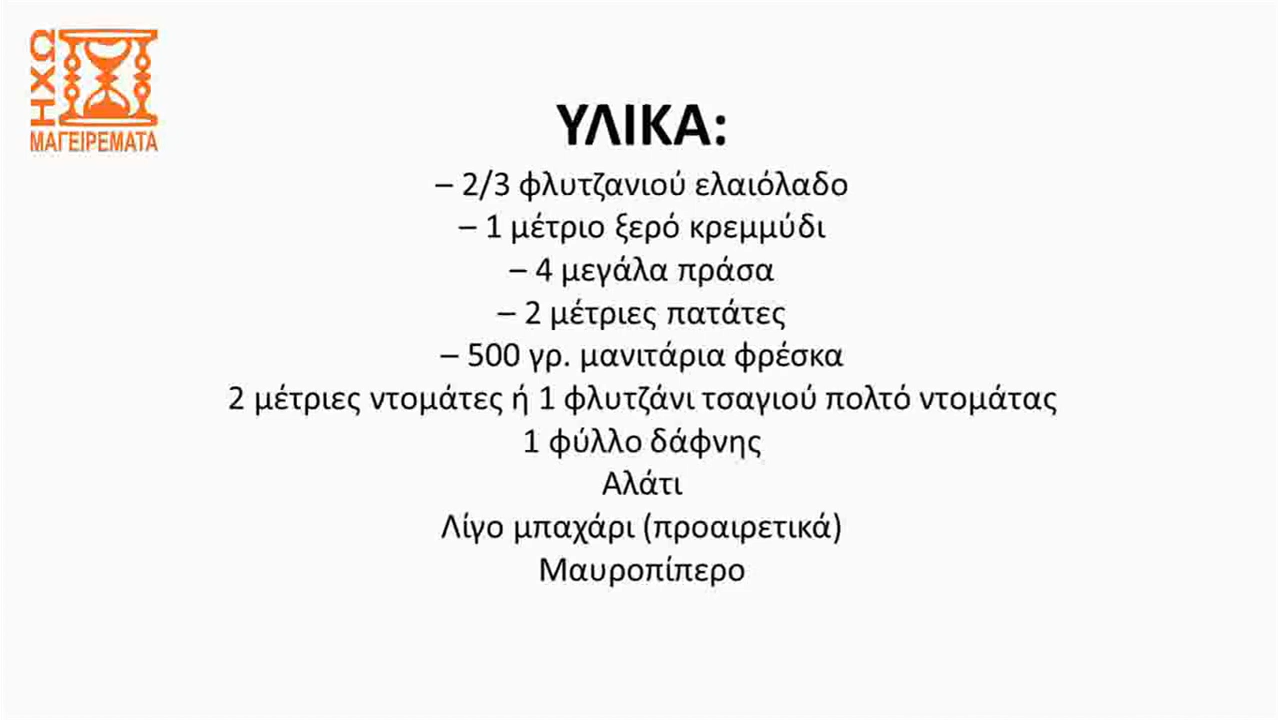 ΗΧΩ
ΜΑΓΕΙΡΕΜΑΤΑ
ΥΛΙΚΑ:
– 2/3 φλυτζανιού ελαιόλαδο
– 1 μέτριο ξερό κρεμμύδι
– 4 μεγάλα πράσα
– 2 μέτριες πατάτες
– 500 γρ. μανιτάρια φρέσκα
2 μέτριες ντομάτες ή 1 φλυτζάνι τσαγιού πολτό ντομάτας
1 φύλλο δάφνης
Αλάτι
Λίγο μπαχάρι (προαιρετικά)
Μαυροπίπερο